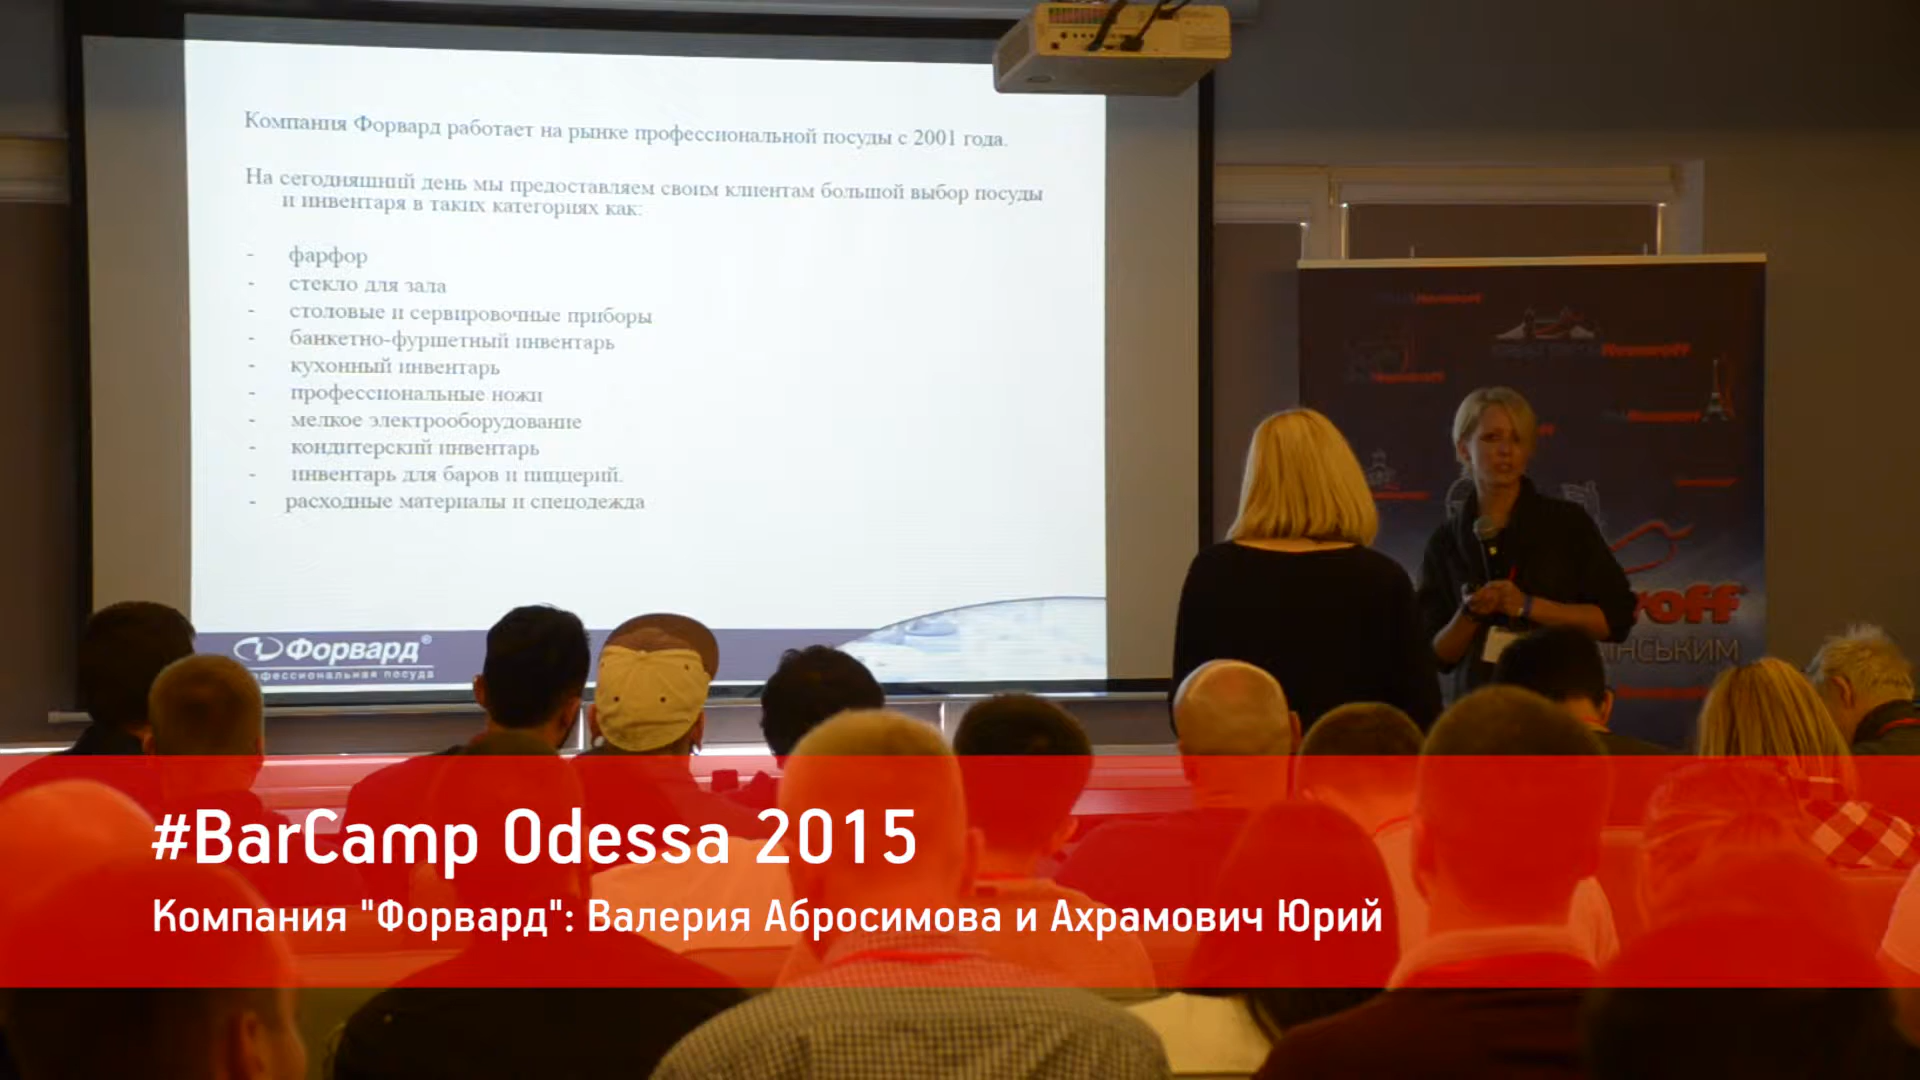 Компания Форвард работает на рынке профессиональной посуды с 2001 года.
На сегодняшний день мы предоставляем своим клиентам большой выбор посуды
и инвентаря в таких категориях как:
- фарфор
- стекло для зала
- столовые и сервировочные приборы
- банкетно-фуршетный инвентарь
- кухонный инвентарь
- профессиональные ножи
- мелкое электрооборудование
- кондитерский инвентарь
- инвентарь для баров и пиццерий.
- расходные материалы и спецодежда
Форвард®
офессиональная посуда
roff
ЇНСЬКИМ
#BarCamp Odessa 2015
Компания "Форвард": Валерия Абросимова и Ахрамович Юрий